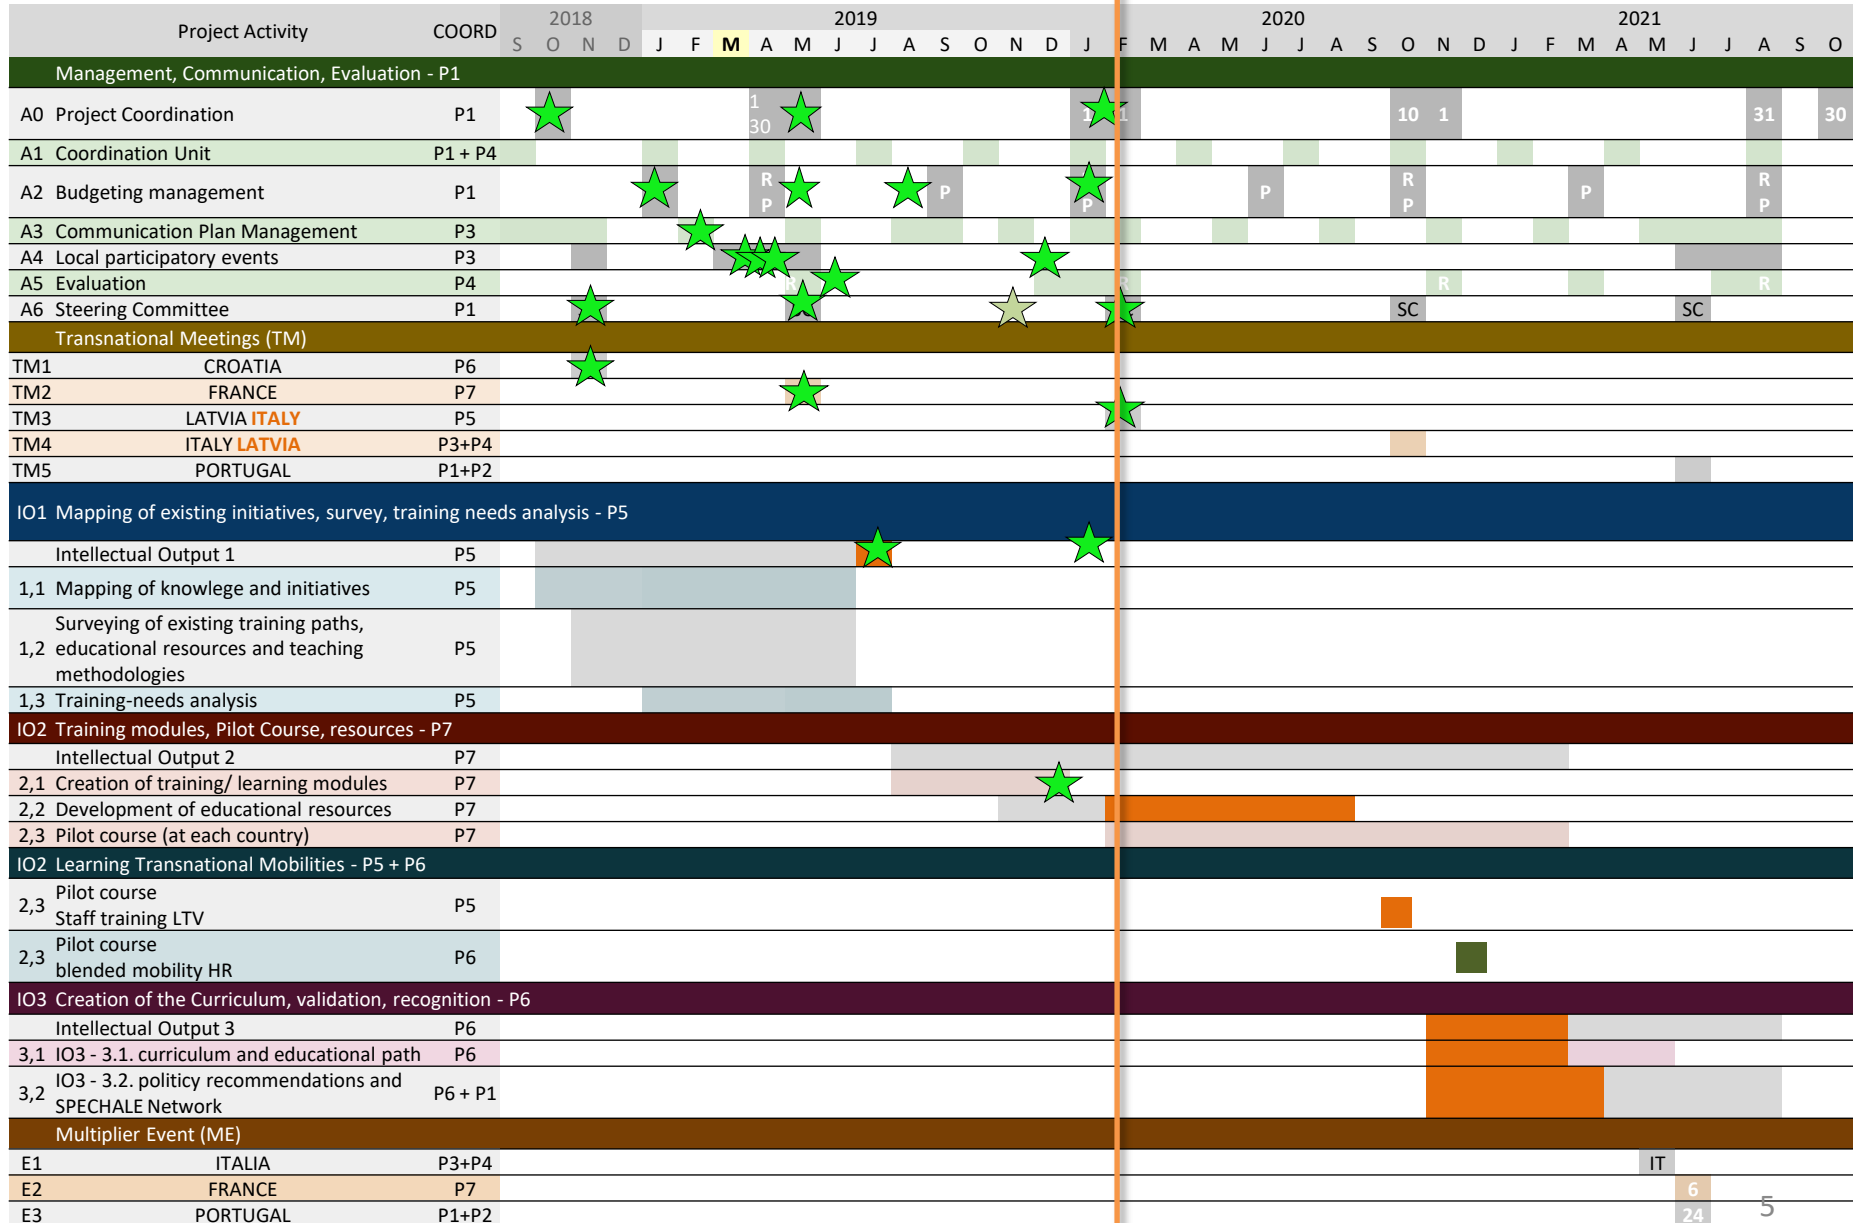 2018 2019 2020 2021
Project Activity COORD
S O N D J F M A M J J A S O N D J F M A M J J A S O N D J F M A M J J A S O
Management, Communication, Evaluation - P1
A0 Project Coordination P1 1 30 1 1 10 1 31 30
A1 Coordination Unit P1 + P4
A2 Budgeting management P1 R P P P P R P P R P
A3 Communication Plan Management P3
A4 Local participatory events P3
A5 Evaluation P4 R R R R
A6 Steering Committee P1 SC SC
Transnational Meetings (TM)
TM1 CROATIA P6
TM2 FRANCE P7
TM3 LATVIA ITALY P5
TM4 ITALY LATVIA P3+P4
TM5 PORTUGAL P1+P2
IO1 Mapping of existing initiatives, survey, training needs analysis - P5
Intellectual Output 1 P5
1,1 Mapping of knowlege and initiatives P5
Surveying of existing training paths,
1,2 educational resources and teaching P5
methodologies
1,3 Training-needs analysis P5
IO2 Training modules, Pilot Course, resources - P7
Intellectual Output 2 P7
2,1 Creation of training/ learning modules P7
2,2 Development of educational resources P7
2,3 Pilot course (at each country) P7
IO2 Learning Transnational Mobilities - P5 + P6
2,3 Pilot course P5
Staff training LTV
2,3 Pilot course P6
blended mobility HR
IO3 Creation of the Curriculum, validation, recognition - P6
Intellectual Output 3 P6
3,1 IO3 - 3.1. curriculum and educational path P6
3,2 IO3 - 3.2. politicy recommendations and P6 + P1
SPECHALE Network
Multiplier Event (ME)
E1 ITALIA P3+P4 IT
E2 FRANCE P7 6
E3 PORTUGAL P1+P2 24
5